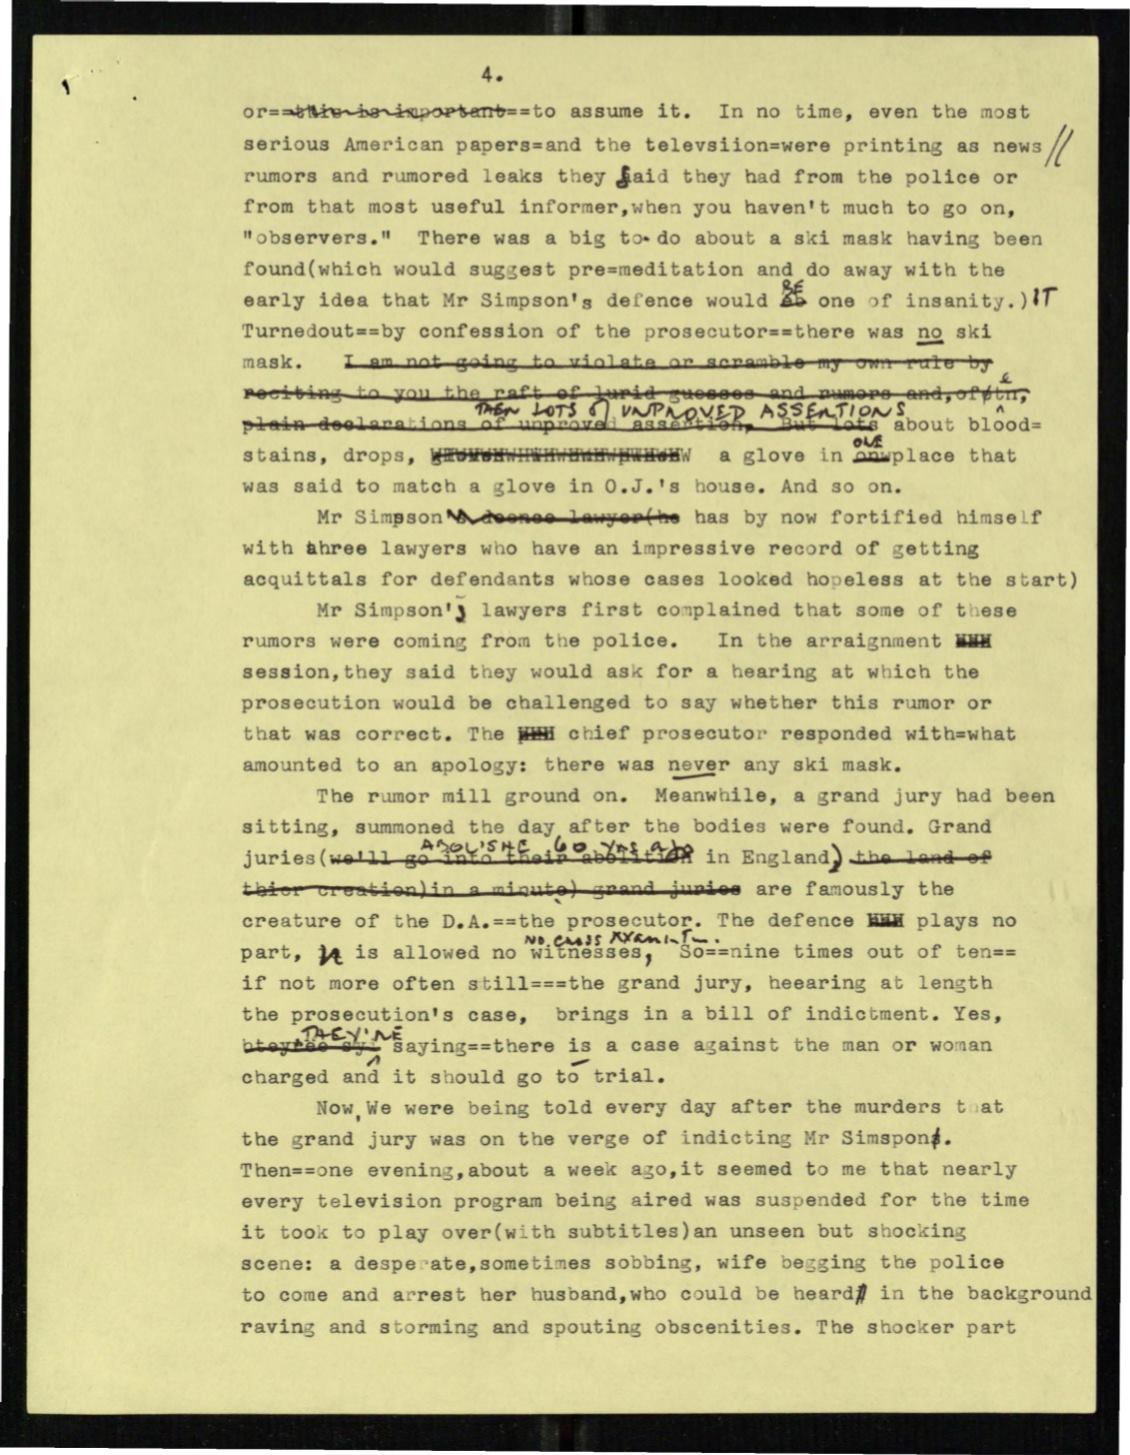 4.
or==this is important==to assume it. In no time, even the most
serious American papers=and the televsiion=were printing as news //
rumors and rumored leaks they said they had from the police or
from that most useful informer,when you haven't much to go on,
"observers." There was a big to-do about a ski mask having been
found(which would suggest pre=meditation and do away with the
BE
early idea that Mr Simpson's defence would eb one of insanity.) IT
Turnedout==by confession of the prosecutor==there was no ski
mask. I am not going to violate or scramble my own rule by
e
reciting to you the raft of lurid guesses and rumors and,oftn,
THEN LOTS of UNPROVED ASSERTIONS
plain declarations of unproved assertion, But lots about blood=
ONE
stains, drops, W a glove in onwplace that
was said to match a glove in O.J.'s house. And so on.
Mr Simpson's deence lawyer(he has by now fortified himself
with three lawyers who have an impressive record of getting
acquittals for defendants whose cases looked hopeless at the start)
Mr Simpson's lawyers first complained that some of these
rumors were coming from the police. In the arraignment
session,they said they would ask for a hearing at which the
prosecution would be challenged to say whether this rumor or
that was correct. The chief prosecutor responded with=what
amounted to an apology: there was never any ski mask.
The rumor mill ground on. Meanwhile, a grand jury had been
sitting, summoned the day after the bodies were found. Grand
ABOLISHE 60 YRS ago
juries(we'll go into their abolition in England) the land of
thior creation)in a minute) grand juries are famously the
creature of the D.A.==the prosecutor. The defence plays no
NO CROSS EXAMINTN.
part, is allowed no witnesses, So==nine times out of ten==
if not more often still===the grand jury, heearing at length
the prosecution's case, brings in a bill of indictment. Yes,
THEY'RE
saying==there is a case against the man or woman
charged and it should go to trial.
Now, We were being told every day after the murders that
the grand jury was on the verge of indicting Mr Simspon.
Then==one evening,about a week ago,it seemed to me that nearly
every television program being aired was suspended for the time
it took to play over(with subtitles)an unseen but shocking
scene: a desperate,sometimes sobbing, wife begging the police
to come and arrest her husband,who could be heard in the background
raving and storming and spouting obscenities. The shocker part